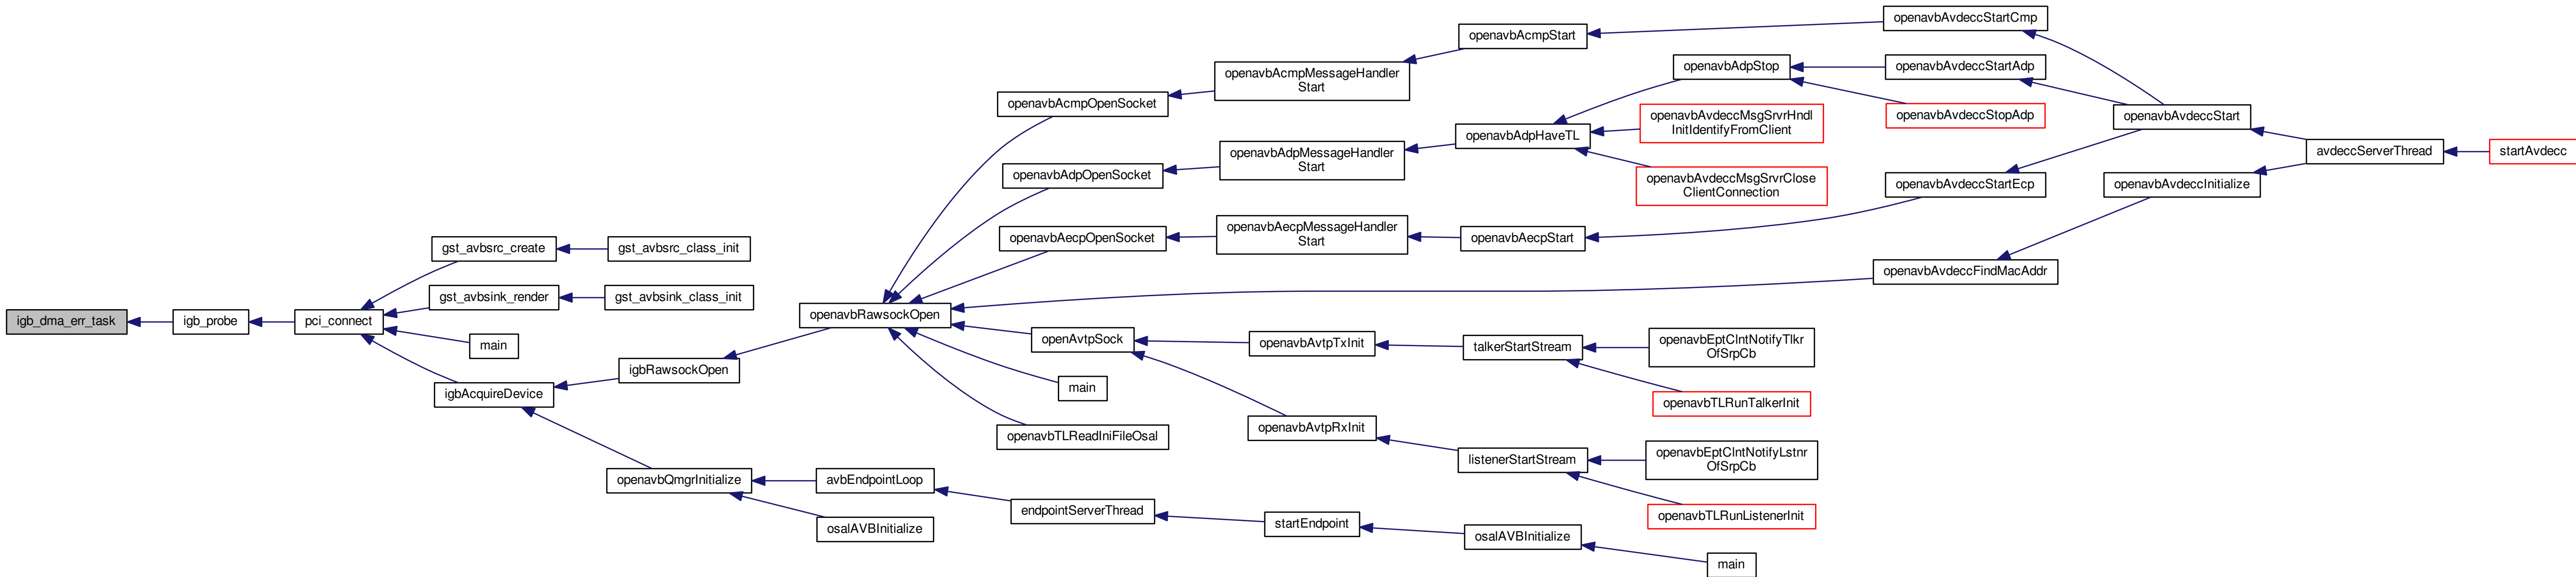 igb_dma_err_task
igb_probe
pci_connect
gst_avbsrc_create
gst_avbsrc_class_init
gst_avbsink_render
gst_avbsink_class_init
main
igbAcquireDevice
igbRawsockOpen
openavbQmgrInitialize
avbEndpointLoop
osalAVBInitialize
openavbRawsockOpen
openavbAcmpOpenSocket
openavbAcmpMessageHandler
Start
openavbAcmpStart
openavbAvdeccStartCmp
openavbAdpOpenSocket
openavbAdpMessageHandler
Start
openavbAdpHaveTL
openavbAdpStop
openavbAvdeccStartAdp
openavbAvdeccStopAdp
openavbAvdeccMsgSrvrHndl
InitIdentifyFromClient
openavbAvdeccMsgSrvrClose
ClientConnection
openavbAvdeccStart
avdeccServerThread
startAvdecc
openavbAecpOpenSocket
openavbAecpMessageHandler
Start
openavbAecpStart
openavbAvdeccStartEcp
openavbAvdeccInitialize
openavbAvdeccFindMacAddr
openAvtpSock
openavbAvtpTxInit
talkerStartStream
openavbEptClntNotifyTlkr
OfSrpCb
openavbTLRunTalkerInit
main
openavbTLReadIniFileOsal
openavbAvtpRxInit
listenerStartStream
openavbEptClntNotifyLstnr
OfSrpCb
openavbTLRunListenerInit
endpointServerThread
startEndpoint
osalAVBInitialize
main